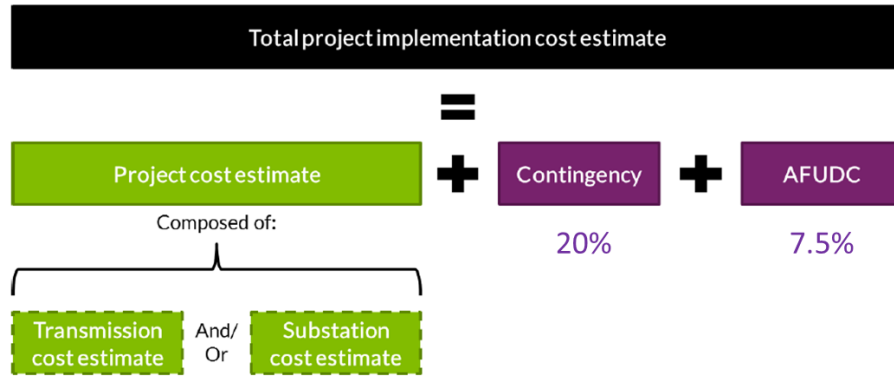 Total project implementation cost estimate
=
Project cost estimate + Contingency + AFUDC
Composed of:
20%
7.5%
Transmission
cost estimate
And/
Or
Substation
cost estimate